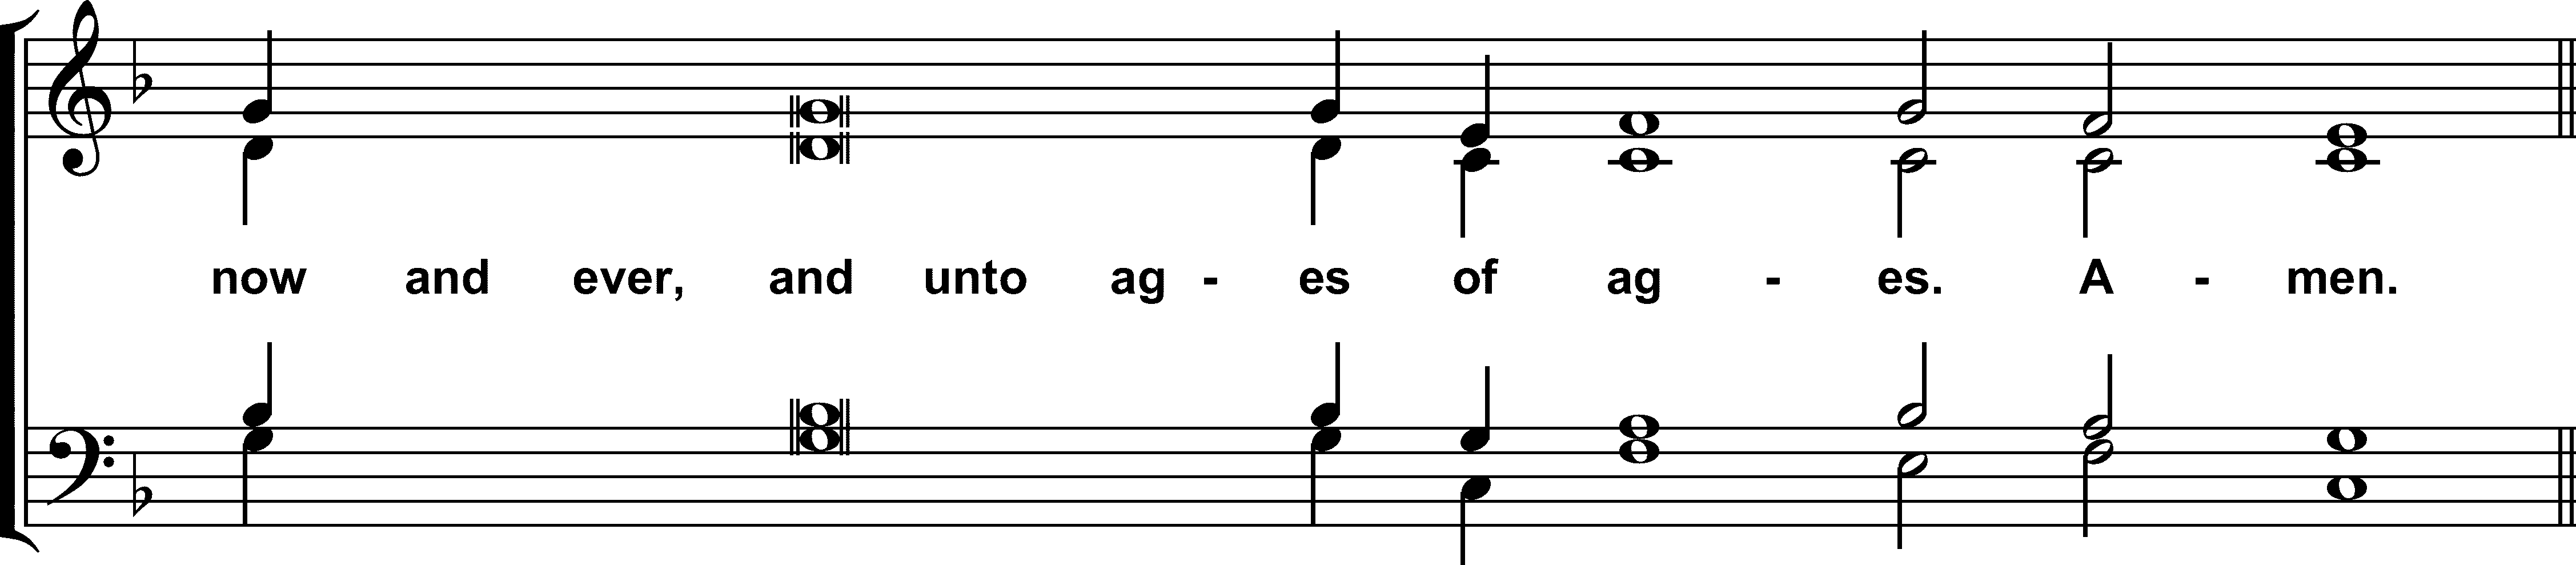 now and ever, and unto ag - es of ag - es. A - men.